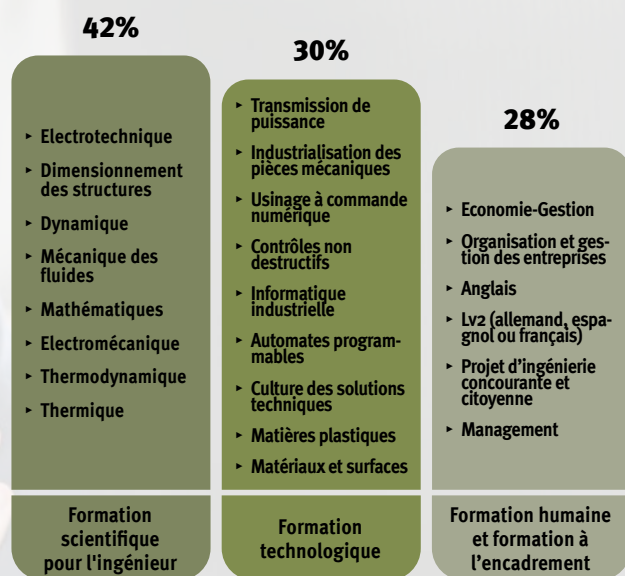 42%
‣ Electrotechnique
‣ Dimensionnement
des structures
‣ Dynamique
‣ Mécanique des
fluides
‣ Mathématiques
‣ Electromécanique
‣ Thermodynamique
‣ Thermique
Formation
scientifique
pour l'ingénieur
30%
‣ Transmission de
puissance
‣ Industrialisation des
pièces mécaniques
‣ Usinage à commande
numérique
‣ Contrôles non
destructifs
‣ Informatique
industrielle
‣ Automates program-
mables
‣ Culture des solutions
techniques
‣ Matières plastiques
‣ Matériaux et surfaces
Formation
technologique
28%
‣ Economie-Gestion
‣ Organisation et ges-
tion des entreprises
‣ Anglais
‣ Lv2 (allemand, espa-
gnol ou français)
‣ Projet d’ingénierie
concourante et
citoyenne
‣ Management
Formation humaine
et formation à
l’encadrement